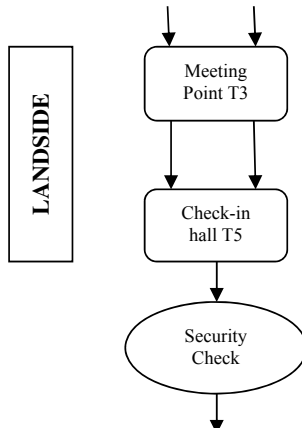 LANDSIDE
Meeting
Point T3
Check-in
hall T5
Security
Check